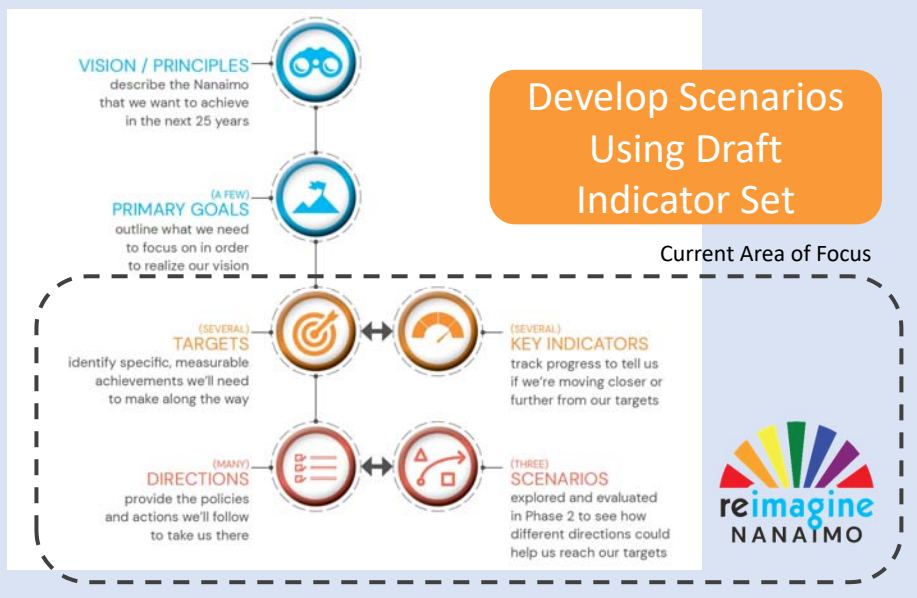 VISION / PRINCIPLES
describe the Nanaimo
that we want to achieve
in the next 25 years
Develop Scenarios
Using Draft
Indicator Set
(A FEW)
PRIMARY GOALS
outline what we need
to focus on in order
to realize our vision
Current Area of Focus
(SEVERAL)
TARGETS
identify specific, measurable
achievements we'll need
to make along the way
(SEVERAL)
KEY INDICATORS
track progress to tell us
if we're moving closer or
further from our targets
(MANY)
DIRECTIONS
provide the policies
and actions we'll follow
to take us there
(THREE)
SCENARIOS
explored and evaluated
in Phase 2 to see how
different directions could
help us reach our targets
reimagine
NANAIMO